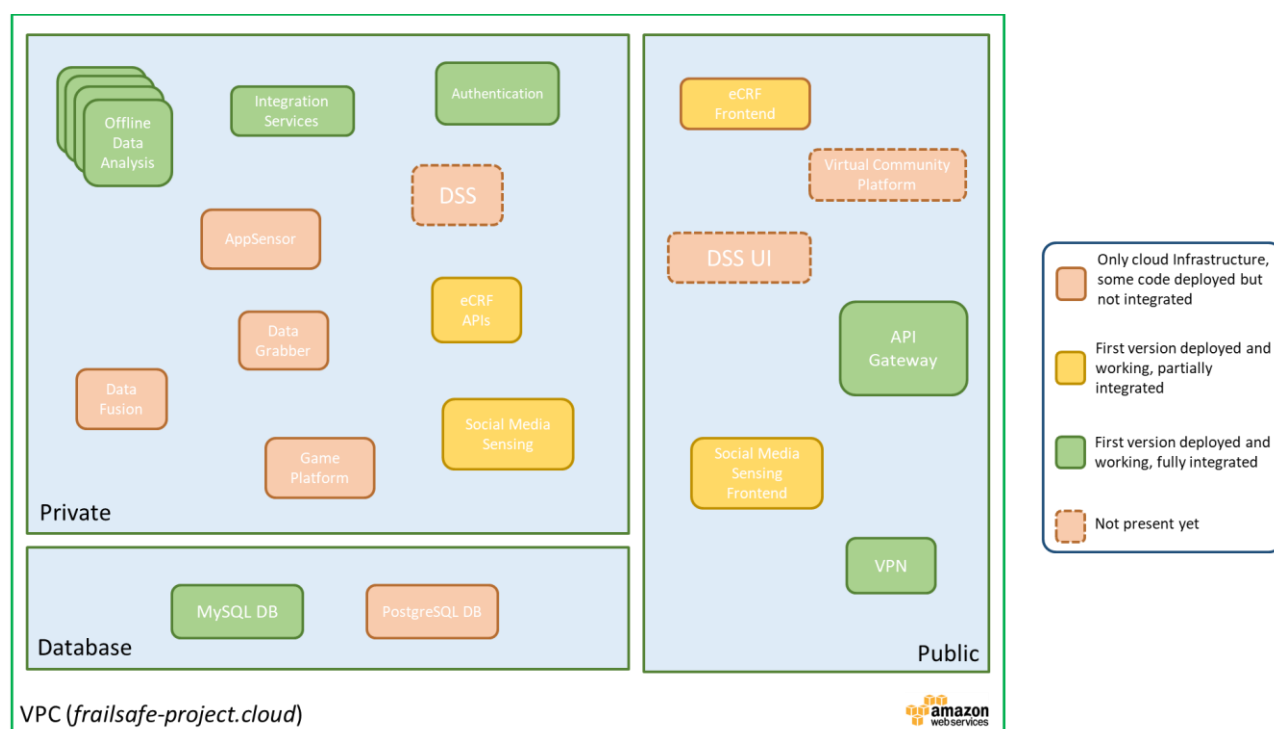 Offline
Data
Analysis
Integration
Services
Authentication
DSS
AppSensor
eCRF
APIs
Data
Grabber
Data
Fusion
Social Media
Sensing
Game
Platform
Private
MySQL DB
PostgreSQL DB
Database
eCRF
Frontend
Virtual Community
Platform
DSS UI
API
Gateway
Social Media
Sensing
Frontend
VPN
Public
VPC (frailsafe-project.cloud)
amazon
webservices
Only cloud Infrastructure,
some code deployed but
not integrated
First version deployed and
working, partially
integrated
First version deployed and
working, fully integrated
Not present yet